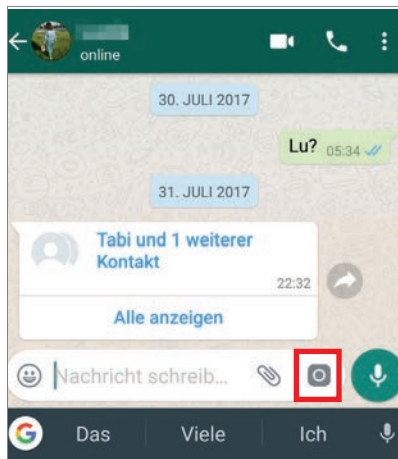 online
30. JULI 2017
Lu? 05:34
31. JULI 2017
Tabi und 1 weiterer
Kontakt
22:32
Alle anzeigen
Nachricht schreib...
G Das Viele Ich